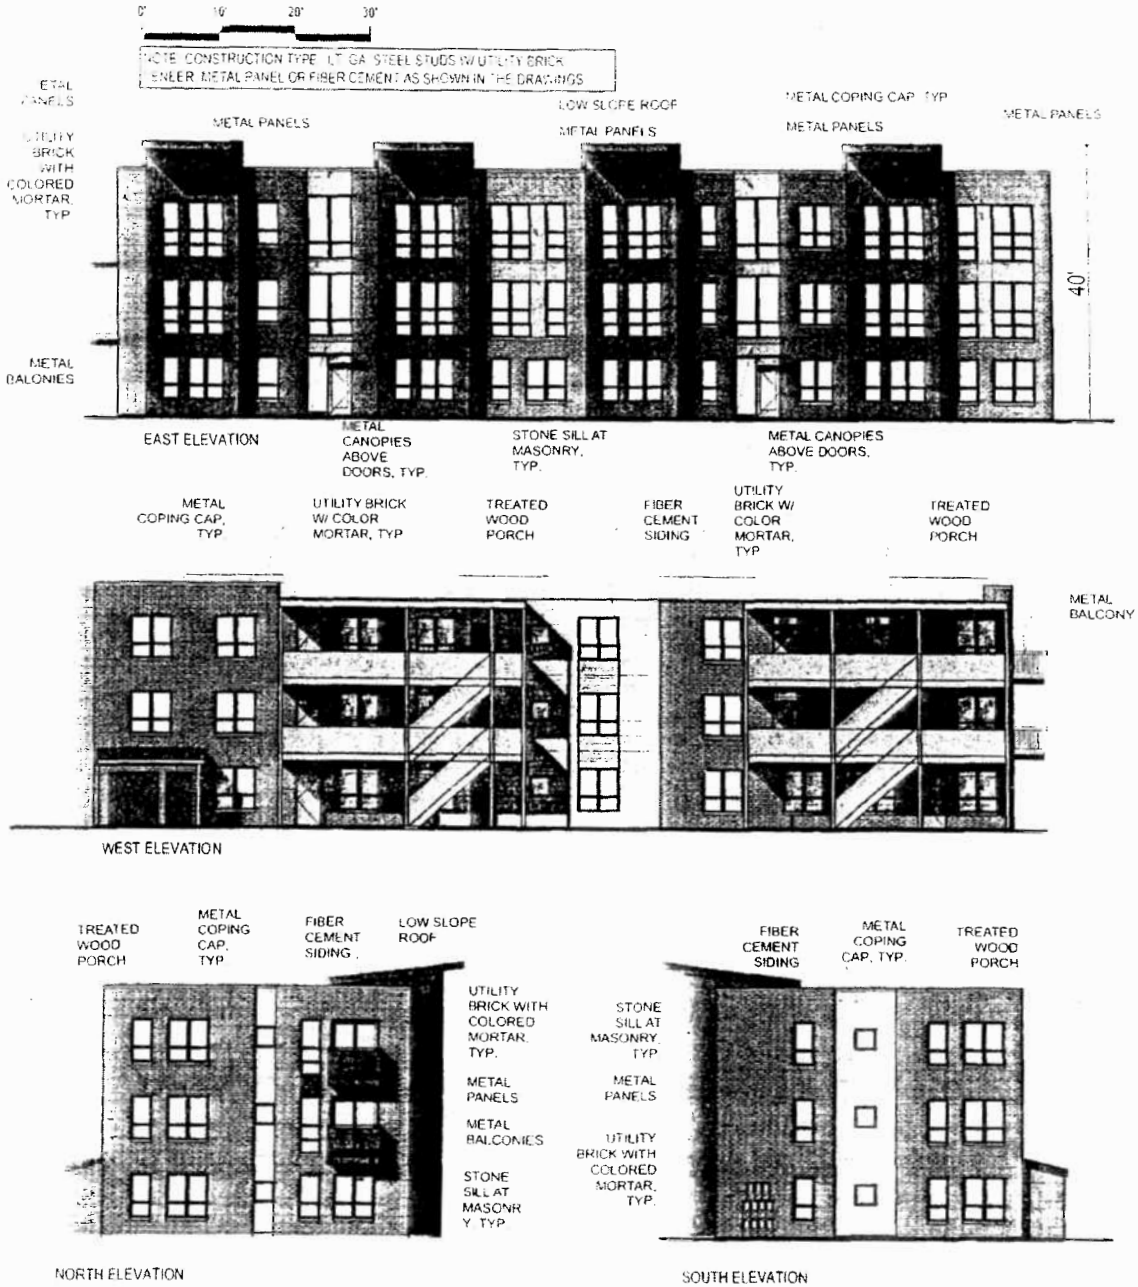 0' 10' 20' 30'
NOTE: CONSTRUCTION TYPE: LT. GA. STEEL STUDS W/ UTILITY BRICK
VENEER, METAL PANEL OR FIBER CEMENT AS SHOWN IN THE DRAWINGS
ETAL
PANELS
UTILITY
BRICK
WITH
COLORED
MORTAR,
TYP
METAL
BALONIES
METAL PANELS
LOW SLOPE ROOF
METAL PANELS
METAL COPING CAP, TYP
METAL PANELS
METAL PANELS
40'
EAST ELEVATION
METAL
CANOPIES
ABOVE
DOORS, TYP.
STONE SILL AT
MASONRY,
TYP.
METAL CANOPIES
ABOVE DOORS,
TYP.
METAL
COPING CAP,
TYP.
UTILITY BRICK
W/ COLOR
MORTAR, TYP
TREATED
WOOD
PORCH
FIBER
CEMENT
SIDING
UTILITY
BRICK W/
COLOR
MORTAR,
TYP
TREATED
WOOD
PORCH
METAL
BALCONY
WEST ELEVATION
TREATED
WOOD
PORCH
METAL
COPING
CAP,
TYP.
FIBER
CEMENT
SIDING
LOW SLOPE
ROOF
UTILITY
BRICK WITH
COLORED
MORTAR,
TYP.
METAL
PANELS
METAL
BALCONIES
STONE
SILL AT
MASONR
Y, TYP.
NORTH ELEVATION
FIBER
CEMENT
SIDING
METAL
COPING
CAP, TYP.
TREATED
WOOD
PORCH
STONE
SILL AT
MASONRY,
TYP
METAL
PANELS
UTILITY
BRICK WITH
COLORED
MORTAR,
TYP.
SOUTH ELEVATION